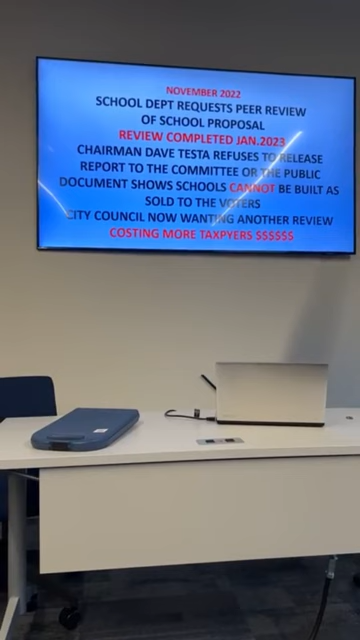 NOVEMBER 2022
SCHOOL DEPT REQUESTS PEER REVIEW
OF SCHOOL PROPOSAL
REVIEW COMPLETED JAN.2023
CHAIRMAN DAVE TESTA REFUSES TO RELEASE
REPORT TO THE COMMITTEE OR THE PUBLIC
DOCUMENT SHOWS SCHOOLS CANNOT BE BUILT AS
SOLD TO THE VOTERS
CITY COUNCIL NOW WANTING ANOTHER REVIEW
COSTING MORE TAXPYERS $$$$$$